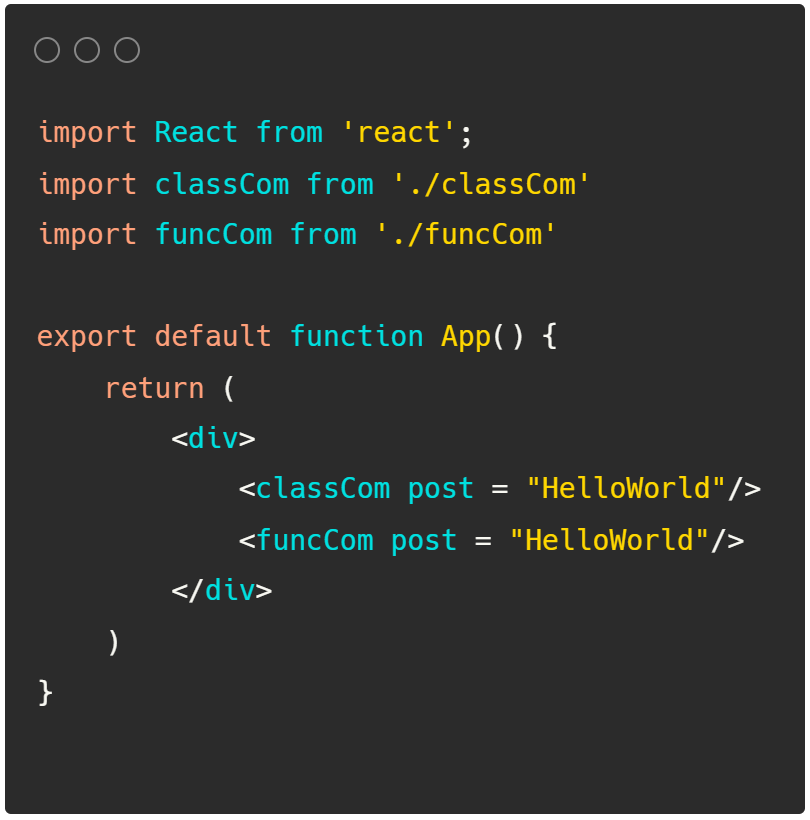 import React from 'react';
import classCom from './classCom'
import funcCom from './funcCom'
export default function App() {
return (
<div>
<classCom post = "HelloWorld"/>
<funcCom post = "HelloWorld"/>
</div>
)
}